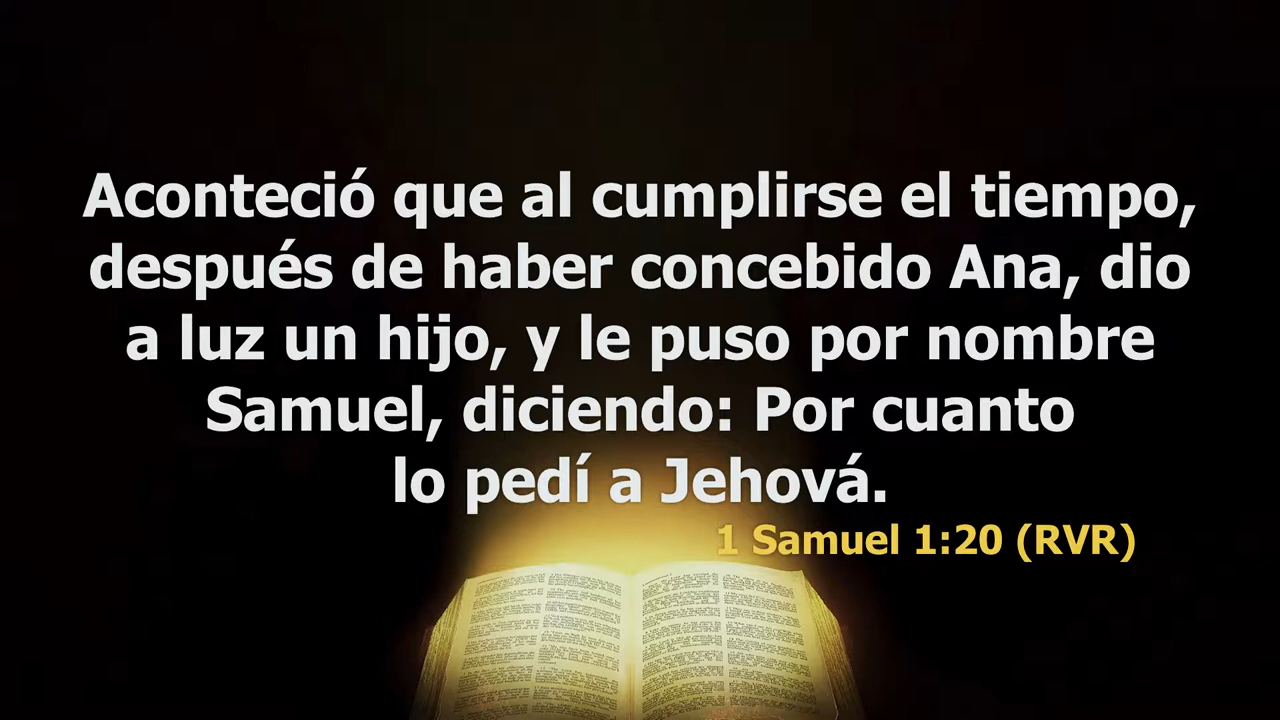 Aconteció que al cumplirse el tiempo,
después de haber concebido Ana, dio
a luz un hijo, y le puso por nombre
Samuel, diciendo: Por cuanto
lo pedí a Jehová.
1 Samuel 1:20 (RVR)